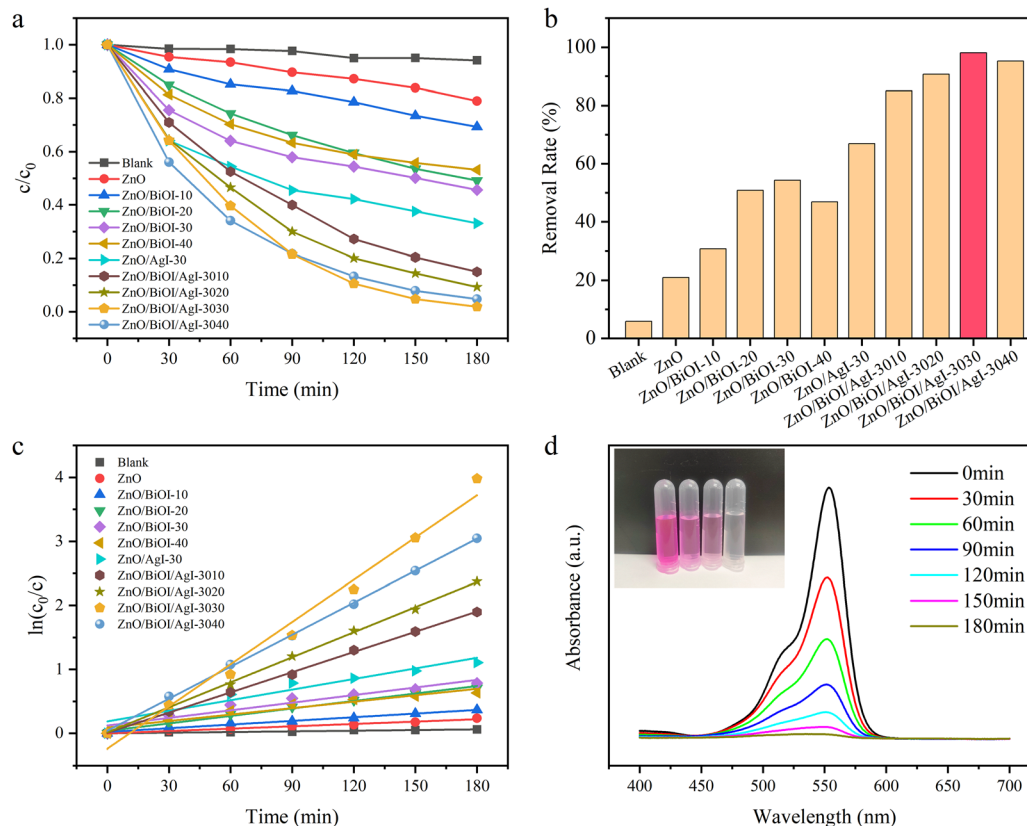 a
1.0
0.8
0.6
0.4
0.2
0.0
c/c0
Blank
ZnO
ZnO/BiOI-10
ZnO/BiOI-20
ZnO/BiOI-30
ZnO/BiOI-40
ZnO/AgI-30
ZnO/BiOI/AgI-3010
ZnO/BiOI/AgI-3020
ZnO/BiOI/AgI-3030
ZnO/BiOI/AgI-3040
0 30 60 90 120 150 180
Time (min)
b
100
80
60
40
20
0
Removal Rate (%)
Blank
ZnO
ZnO/BiOI-10
ZnO/BiOI-20
ZnO/BiOI-30
ZnO/BiOI-40
ZnO/AgI-30
ZnO/BiOI/AgI-3010
ZnO/BiOI/AgI-3020
ZnO/BiOI/AgI-3030
ZnO/BiOI/AgI-3040
c
4
3
2
1
0
ln(c0/c)
Blank
ZnO
ZnO/BiOI-10
ZnO/BiOI-20
ZnO/BiOI-30
ZnO/BiOI-40
ZnO/AgI-30
ZnO/BiOI/AgI-3010
ZnO/BiOI/AgI-3020
ZnO/BiOI/AgI-3030
ZnO/BiOI/AgI-3040
0 30 60 90 120 150 180
Time (min)
d
Absorbance (a.u.)
0min
30min
60min
90min
120min
150min
180min
400 450 500 550 600 650 700
Wavelength (nm)